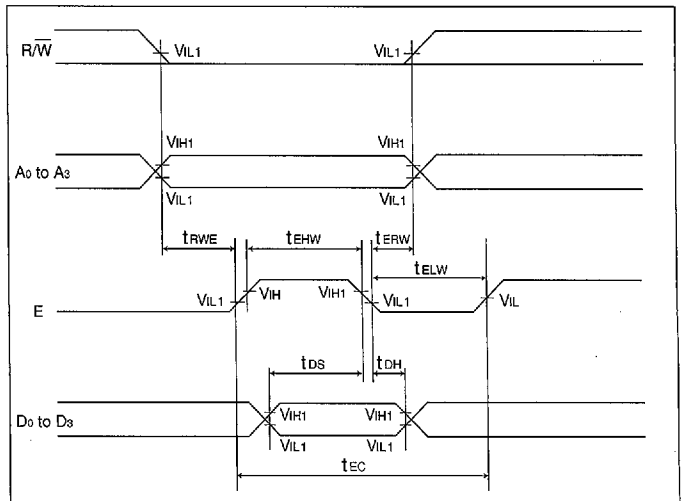 R/W̅ VIL1 VIL1
VIH1 VIH1
A0 to A3
VIL1 VIL1
tRWE tEHW tERW
tELW
VIL1 VIH VIH1 VIL1 VIL
E
tDS tDH
D0 to D3 VIH1 VIH1
VIL1 VIL1
tEC